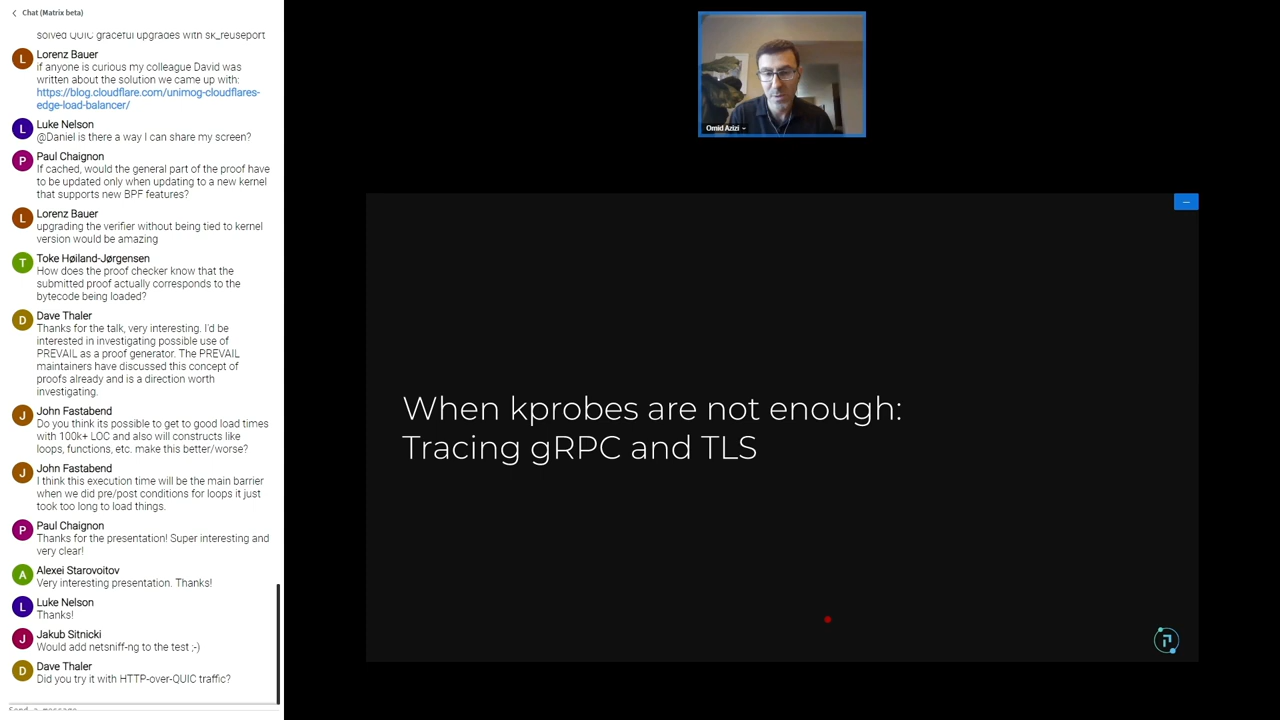 Chat (Matrix beta)
solved QUIC graceful upgrades with sk_reuseport
L
Lorenz Bauer
if anyone is curious my colleague David was
written about the solution we came up with:
https://blog.cloudflare.com/unimog-cloudflares-
edge-load-balancer/
L
Luke Nelson
@Daniel is there a way I can share my screen?
P
Paul Chaignon
If cached, would the general part of the proof have
to be updated only when updating to a new kernel
that supports new BPF features?
L
Lorenz Bauer
upgrading the verifier without being tied to kernel
version would be amazing
T
Toke Høiland-Jørgensen
How does the proof checker know that the
submitted proof actually corresponds to the
bytecode being loaded?
D
Dave Thaler
Thanks for the talk, very interesting. I'd be
interested in investigating possible use of
PREVAIL as a proof generator. The PREVAIL
maintainers have discussed this concept of
proofs already and is a direction worth
investigating.
J
John Fastabend
Do you think its possible to get to good load times
with 100k+ LOC and also will constructs like
loops, functions, etc. make this better/worse?
J
John Fastabend
I think this execution time will be the main barrier
when we did pre/post conditions for loops it just
took too long to load things.
P
Paul Chaignon
Thanks for the presentation! Super interesting and
very clear!
A
Alexei Starovoitov
Very interesting presentation. Thanks!
L
Luke Nelson
Thanks!
J
Jakub Sitnicki
Would add netsniff-ng to the test ;-)
D
Dave Thaler
Did you try it with HTTP-over-QUIC traffic?
Send a message
Omid Azizi
When kprobes are not enough:
Tracing gRPC and TLS